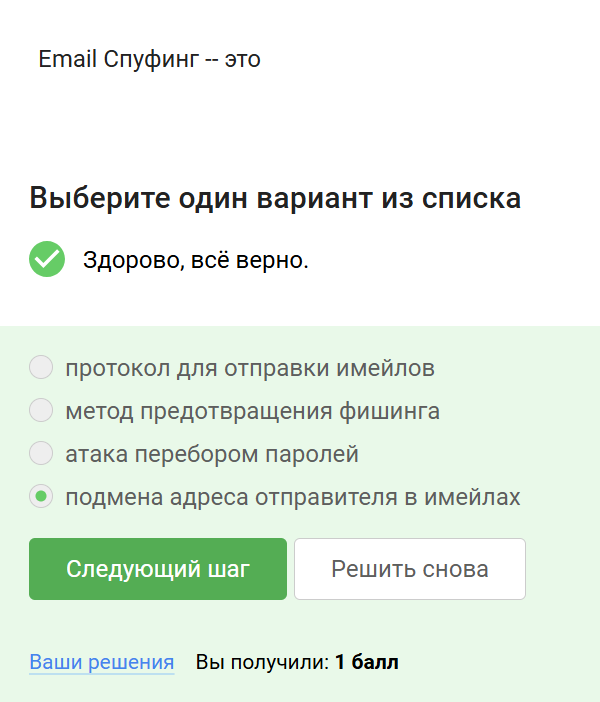 Email Спуфинг -- это
Выберите один вариант из списка
Здорово, всё верно.
протокол для отправки имейлов
метод предотвращения фишинга
атака перебором паролей
подмена адреса отправителя в имейлах
Следующий шаг
Решить снова
Ваши решения Вы получили: 1 балл